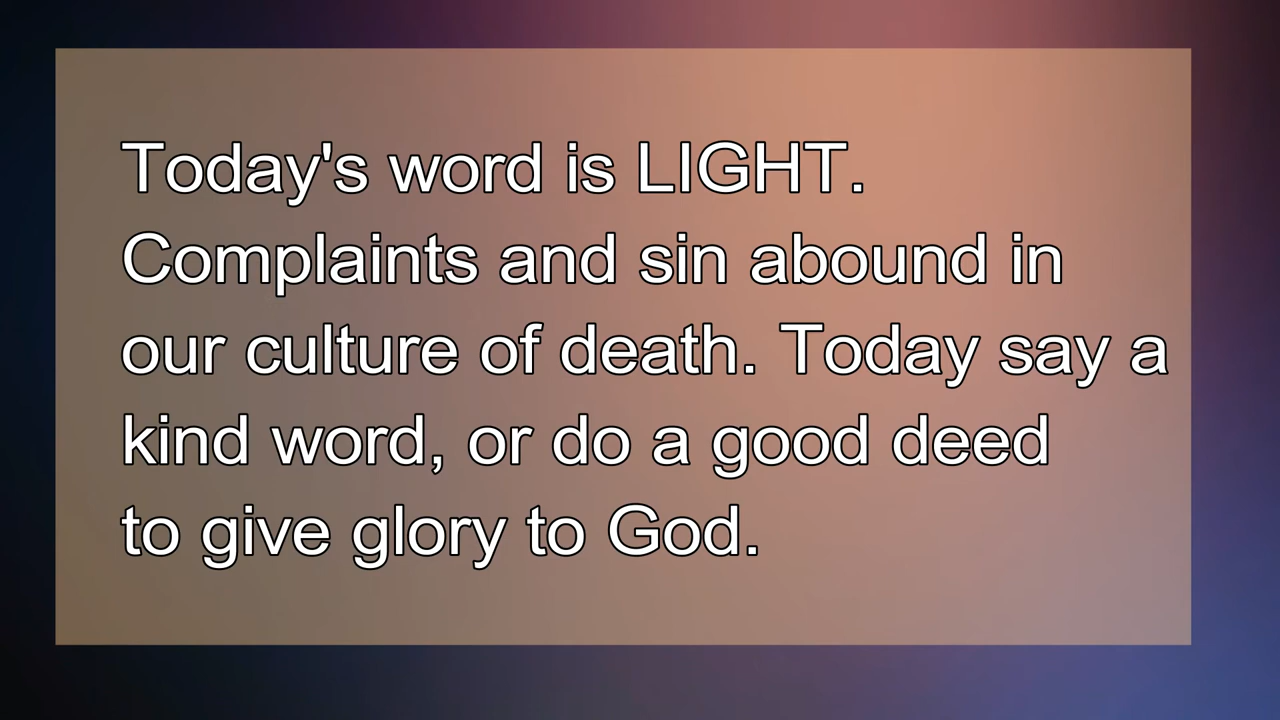 Today's word is LIGHT.
Complaints and sin abound in
our culture of death. Today say a
kind word, or do a good deed
to give glory to God.